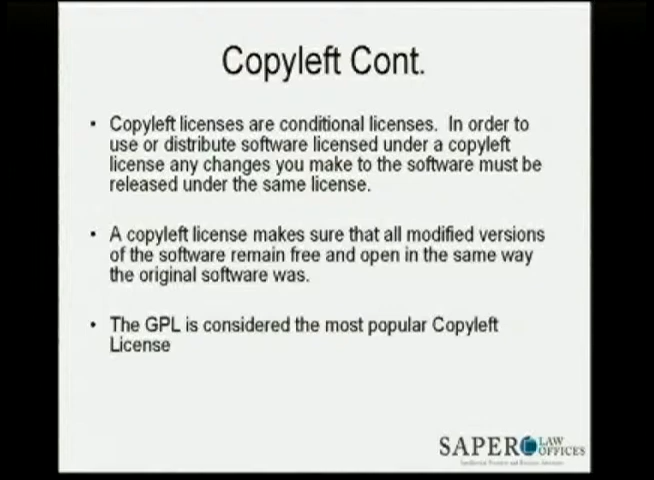 Copyleft Cont.
• Copyleft licenses are conditional licenses. In order to
use or distribute software licensed under a copyleft
license any changes you make to the software must be
released under the same license.
• A copyleft license makes sure that all modified versions
of the software remain free and open in the same way
the original software was.
• The GPL is considered the most popular Copyleft
License
SAPER LAW
OFFICES